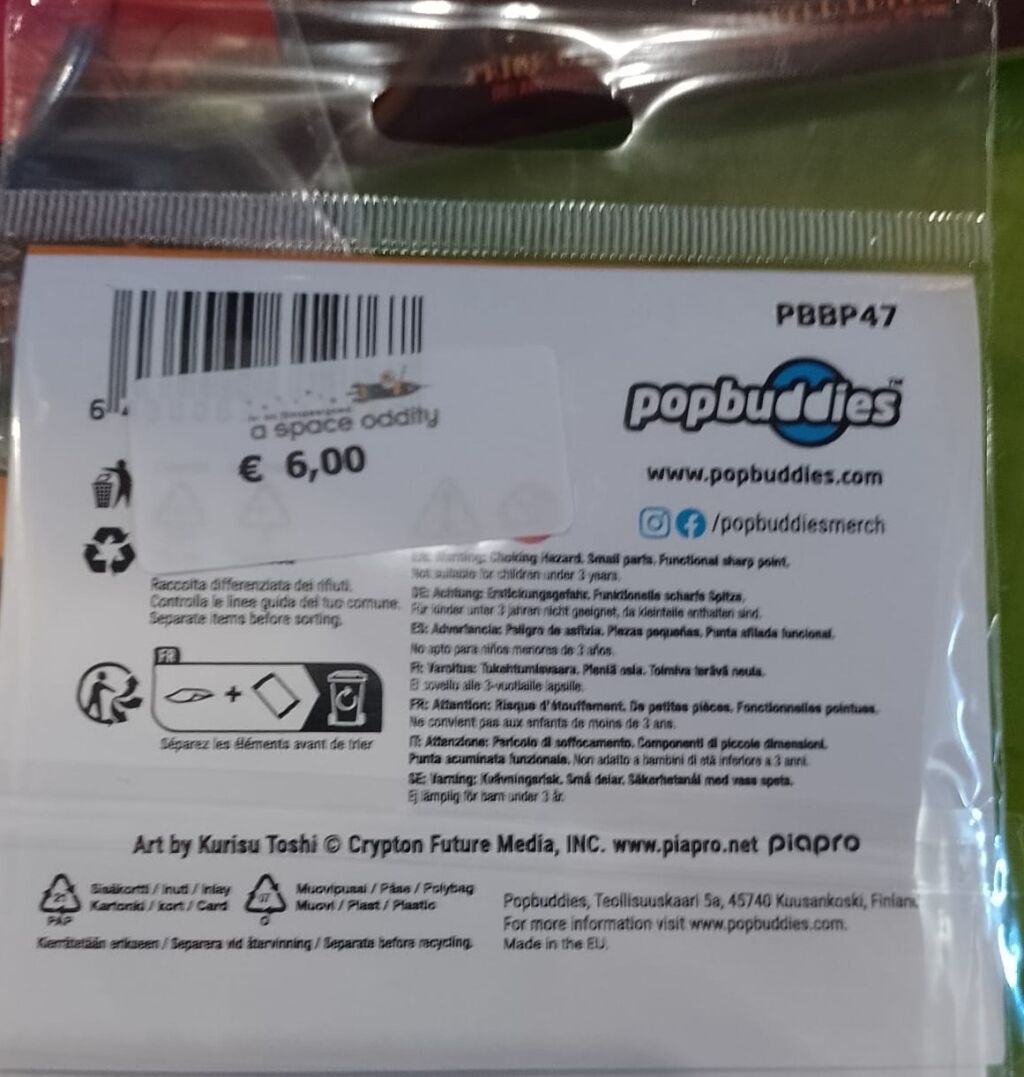 PBBP47
6
popbuddies™
a space oddity
€ 6,00
www.popbuddies.com
/popbuddiesmerch
Warning: Choking Hazard. Small parts. Functional sharp point.
Not suitable for children under 3 years.
DE: Achtung: Erstickungsgefahr. Funktionelle scharfe Spitze.
Für kinder unter 3 jahren nicht geeignet, da kleinteile enthalten sind.
ES: Advertencia: Peligro de asfixia. Piezas pequeñas. Punta afilada funcional.
No apto para niños menores de 3 años.
FI: Varoitus: Tukehtumisvaara. Pieniä osia. Toimiva terävä neula.
Ei sovellu alle 3-vuotiaille lapsille.
FR: Attention: Risque d'étouffement. De petites pièces. Fonctionnelles pointues.
Ne convient pas aux enfants de moins de 3 ans.
IT: Attenzione: Pericolo di soffocamento. Componenti di piccole dimensioni.
Punta acuminata funzionale. Non adatto a bambini di età inferiore a 3 anni.
SE: Varning: Kvävningsrisk. Små delar. Säkerhetsnål med vass spets.
Ej lämplig för barn under 3 år.
Raccolta differenziata dei rifiuti.
Controlla le linee guida del tuo comune.
Separate items before sorting.
FR
+
Séparez les éléments avant de trier
Art by Kurisu Toshi © Crypton Future Media, INC. www.piapro.net piapro
21
PAP
Sisäkortti / Inuti / Inlay
Kartonki / kort / Card
07
O
Muovipussi / Påse / Polybag
Muovi / Plast / Plastic
Kierrätetään erikseen / Separera vid återvinning / Separate before recycling.
Popbuddies, Teollisuuskaari 5a, 45740 Kuusankoski, Finland
For more information visit www.popbuddies.com.
Made in the EU.